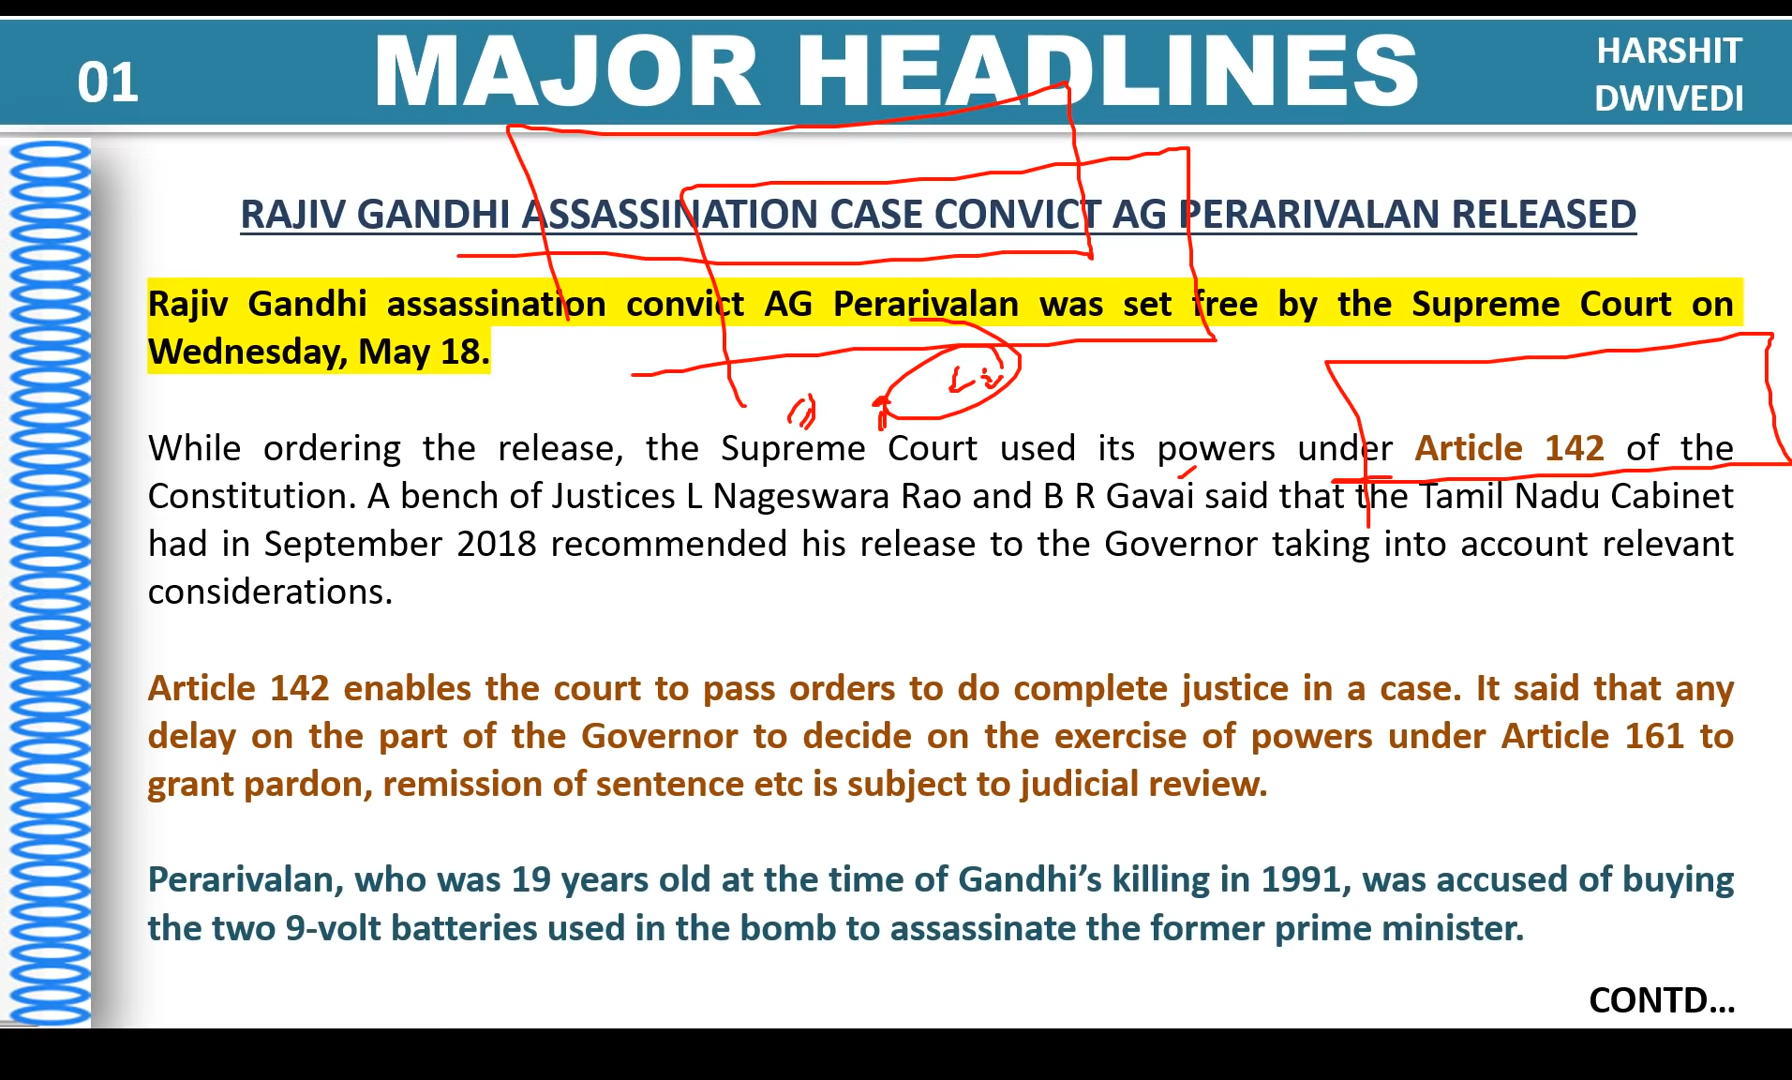 01
MAJOR HEADLINES
HARSHIT
DWIVEDI
RAJIV GANDHI ASSASSINATION CASE CONVICT AG PERARIVALAN RELEASED
Rajiv Gandhi assassination convict AG Perarivalan was set free by the Supreme Court on
Wednesday, May 18.
While ordering the release, the Supreme Court used its powers under Article 142 of the
Constitution. A bench of Justices L Nageswara Rao and B R Gavai said that the Tamil Nadu Cabinet
had in September 2018 recommended his release to the Governor taking into account relevant
considerations.
Article 142 enables the court to pass orders to do complete justice in a case. It said that any
delay on the part of the Governor to decide on the exercise of powers under Article 161 to
grant pardon, remission of sentence etc is subject to judicial review.
Perarivalan, who was 19 years old at the time of Gandhi’s killing in 1991, was accused of buying
the two 9-volt batteries used in the bomb to assassinate the former prime minister.
CONTD...